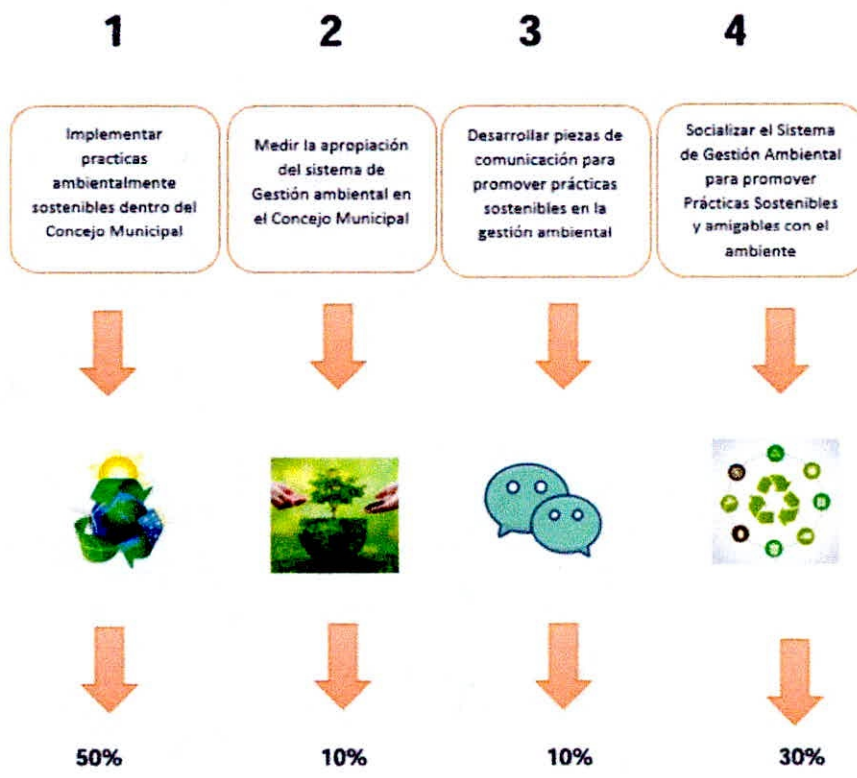 1
2
3
4
Implementar
practicas
ambientalmente
sostenibles dentro del
Concejo Municipal
Medir la apropiación
del sistema de
Gestión ambiental en
el Concejo Municipal
Desarrollar piezas de
comunicación para
promover prácticas
sostenibles en la
gestión ambiental
Socializar el Sistema
de Gestión Ambiental
para promover
Prácticas Sostenibles
y amigables con el
ambiente
50%
10%
10%
30%